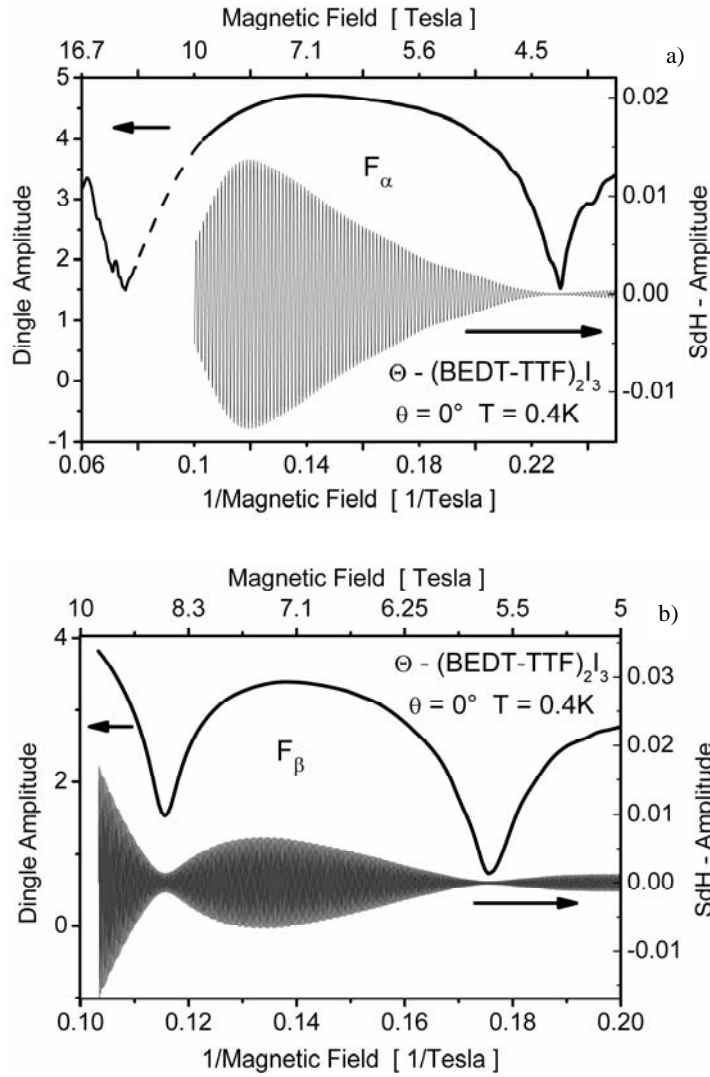 Magnetic Field [ Tesla ]
16.7 10 7.1 5.6 4.5
a)
5
4
3
2
1
0
-1
Dingle Amplitude
0.02
0.01
0.00
-0.01
SdH - Amplitude
F_α
Θ - (BEDT-TTF)₂I₃
θ = 0° T = 0.4K
0.06 0.1 0.14 0.18 0.22
1/Magnetic Field [ 1/Tesla ]
Magnetic Field [ Tesla ]
10 8.3 7.1 6.25 5.5 5
b)
4
2
0
Dingle Amplitude
Θ - (BEDT-TTF)₂I₃
θ = 0° T = 0.4K
F_β
0.03
0.02
0.01
0.00
-0.01
SdH - Amplitude
0.10 0.12 0.14 0.16 0.18 0.20
1/Magnetic Field [ 1/Tesla ]